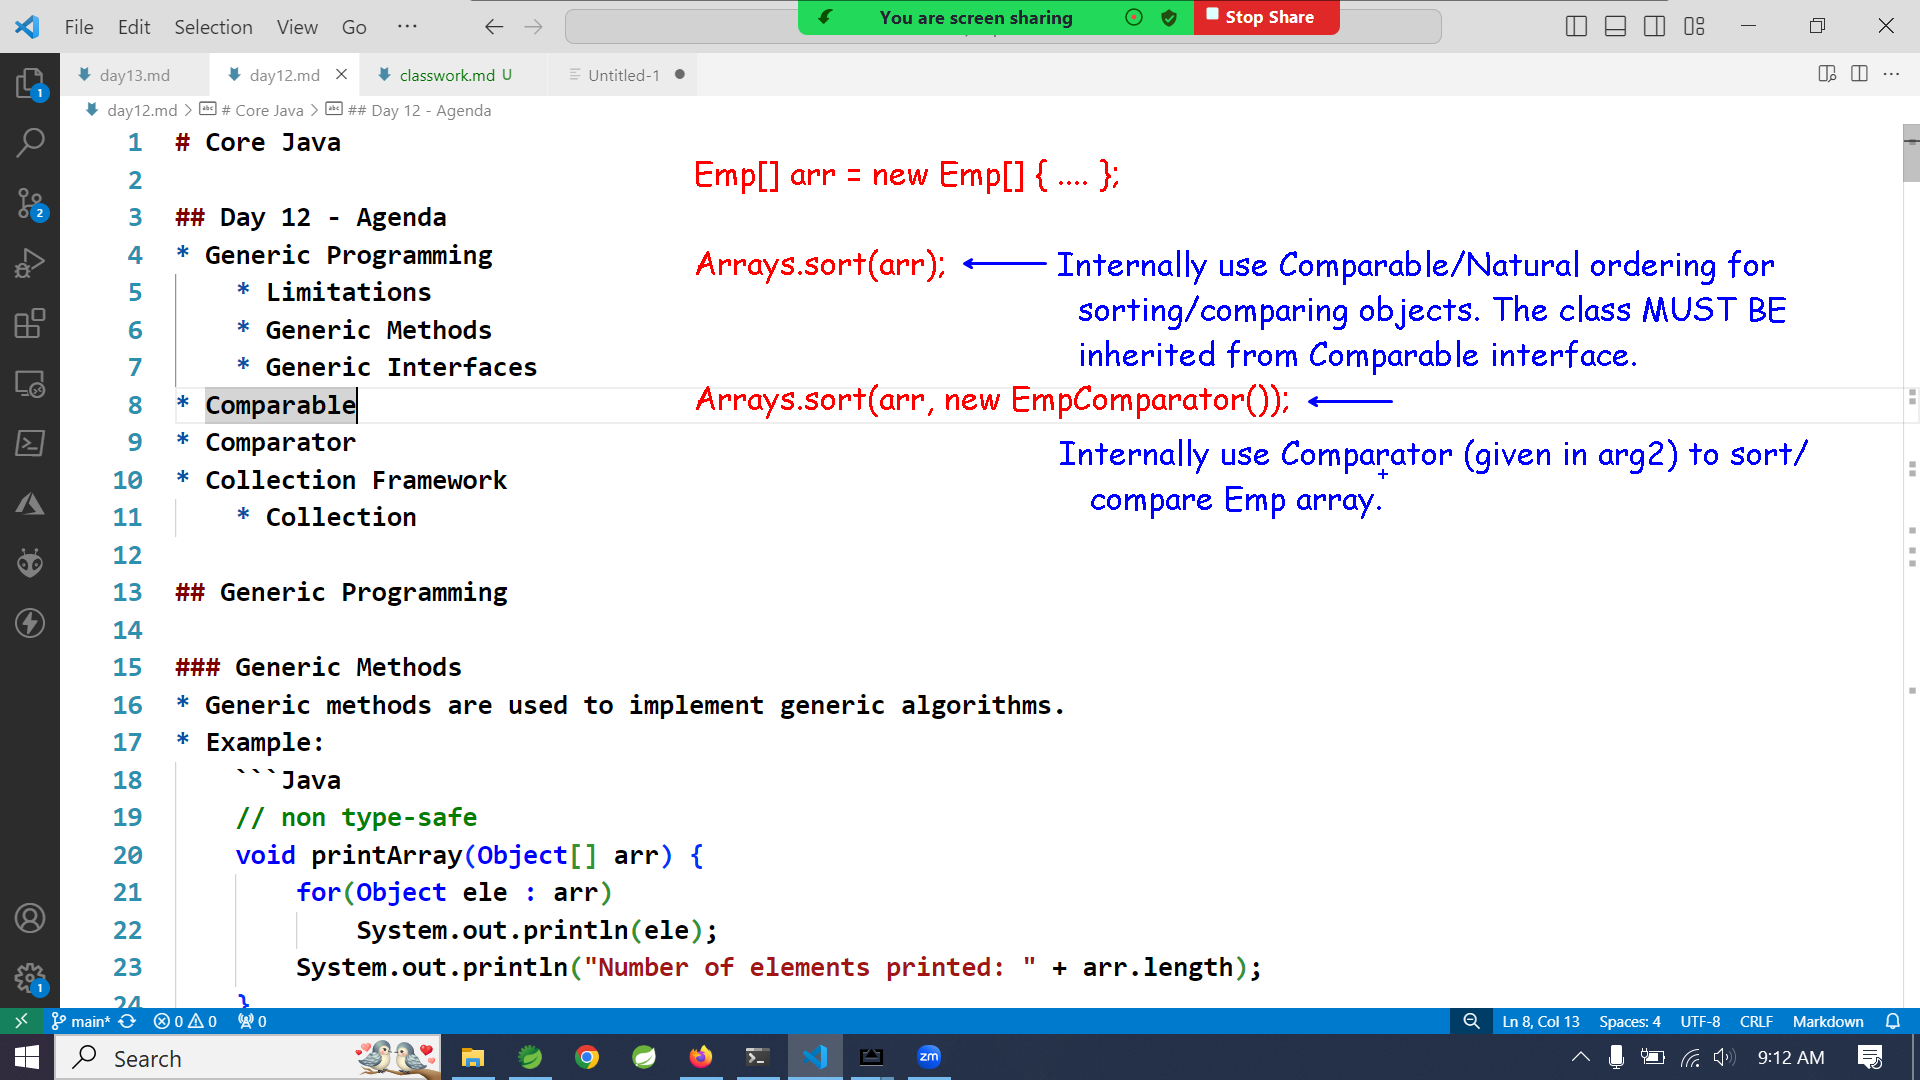 File Edit Selection View Go ···
You are screen sharing
Stop Share
day13.md
day12.md
classwork.md U
Untitled-1
day12.md > # Core Java > ## Day 12 - Agenda
1 # Core Java
2
3 ## Day 12 - Agenda
4 * Generic Programming
5 * Limitations
6 * Generic Methods
7 * Generic Interfaces
8 * Comparable
9 * Comparator
10 * Collection Framework
11 * Collection
12
13 ## Generic Programming
14
15 ### Generic Methods
16 * Generic methods are used to implement generic algorithms.
17 * Example:
18 ```Java
19 // non type-safe
20 void printArray(Object[] arr) {
21 for(Object ele : arr)
22 System.out.println(ele);
23 System.out.println("Number of elements printed: " + arr.length);
24 }
Emp[] arr = new Emp[] { .... };
Arrays.sort(arr);
Internally use Comparable/Natural ordering for
sorting/comparing objects. The class MUST BE
inherited from Comparable interface.
Arrays.sort(arr, new EmpComparator());
Internally use Comparator (given in arg2) to sort/
compare Emp array.
1
2
1
main* 0 0 0
Ln 8, Col 13 Spaces: 4 UTF-8 CRLF Markdown
Search
zm
9:12 AM